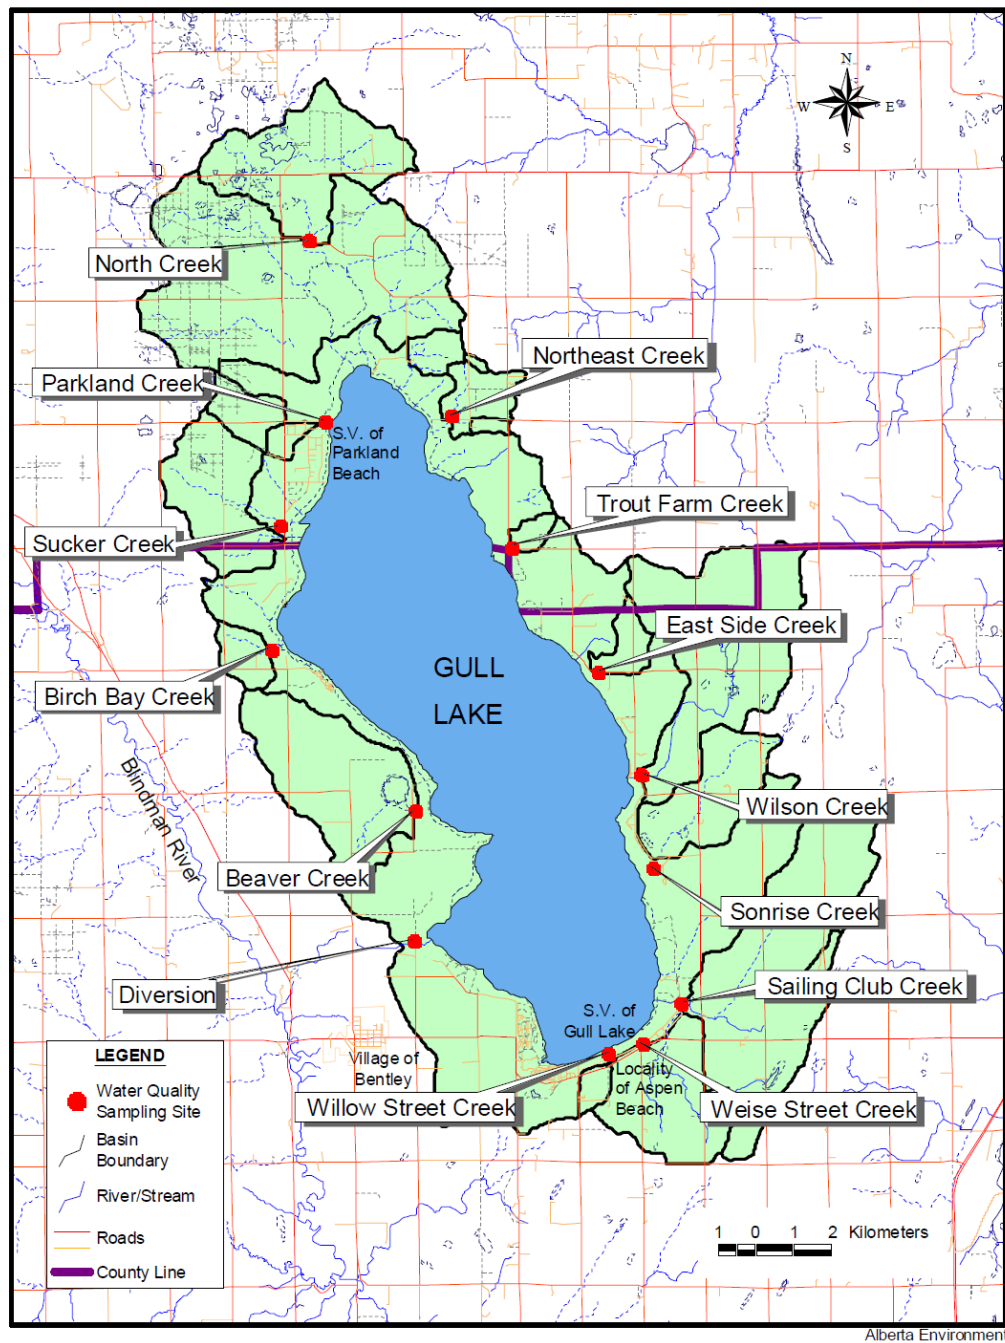 N
W
E
S
North Creek
Northeast Creek
Parkland Creek
S.V. of
Parkland
Beach
Trout Farm Creek
Sucker Creek
East Side Creek
GULL
LAKE
Birch Bay Creek
Blindman River
Wilson Creek
Beaver Creek
Sonrise Creek
Diversion
Sailing Club Creek
S.V. of
Gull Lake
Village of
Bentley
Locality
of Aspen
Beach
Willow Street Creek
Weise Street Creek
LEGEND
Water Quality
Sampling Site
Basin
Boundary
River/Stream
Roads
County Line
1 0 1 2 Kilometers
Alberta Environment